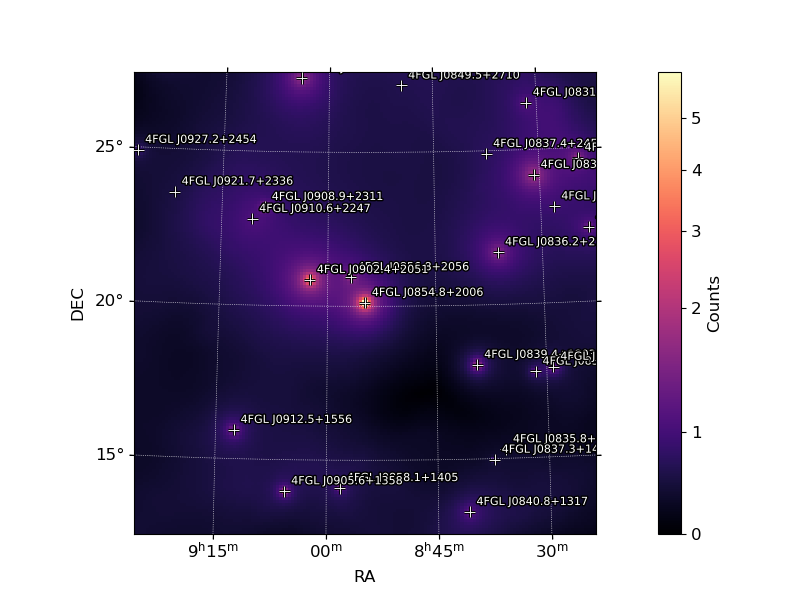 4FGL J0849.5+2710
4FGL J0831
4FGL J0927.2+2454
4FGL J0837.4+24
4FGL J083
4FGL J0921.7+2336
4FGL J0908.9+2311
4FGL J
4FGL J0910.6+2247
4FGL J0836.2+2
4FGL J0902.4+2051
+2056
4FGL J0854.8+2006
4FGL J0839.4
4FGL J0912.5+1556
4FGL J0835.8+
4FGL J0837.3+14
4FGL J0905.6+1358
4FGL J0840.8+1317
25°
20°
15°
DEC
9h15m
00m
8h45m
30m
RA
5
4
3
2
1
0
Counts